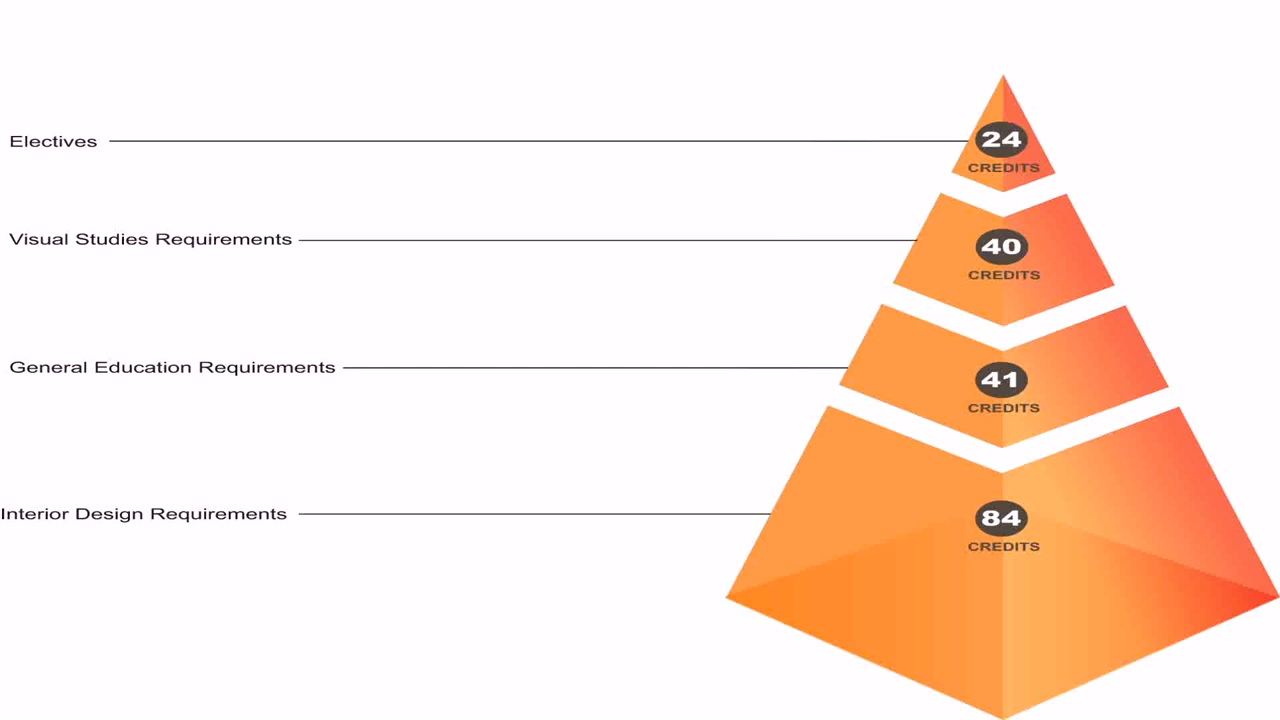 Electives
24
CREDITS
Visual Studies Requirements
40
CREDITS
General Education Requirements
41
CREDITS
Interior Design Requirements
84
CREDITS